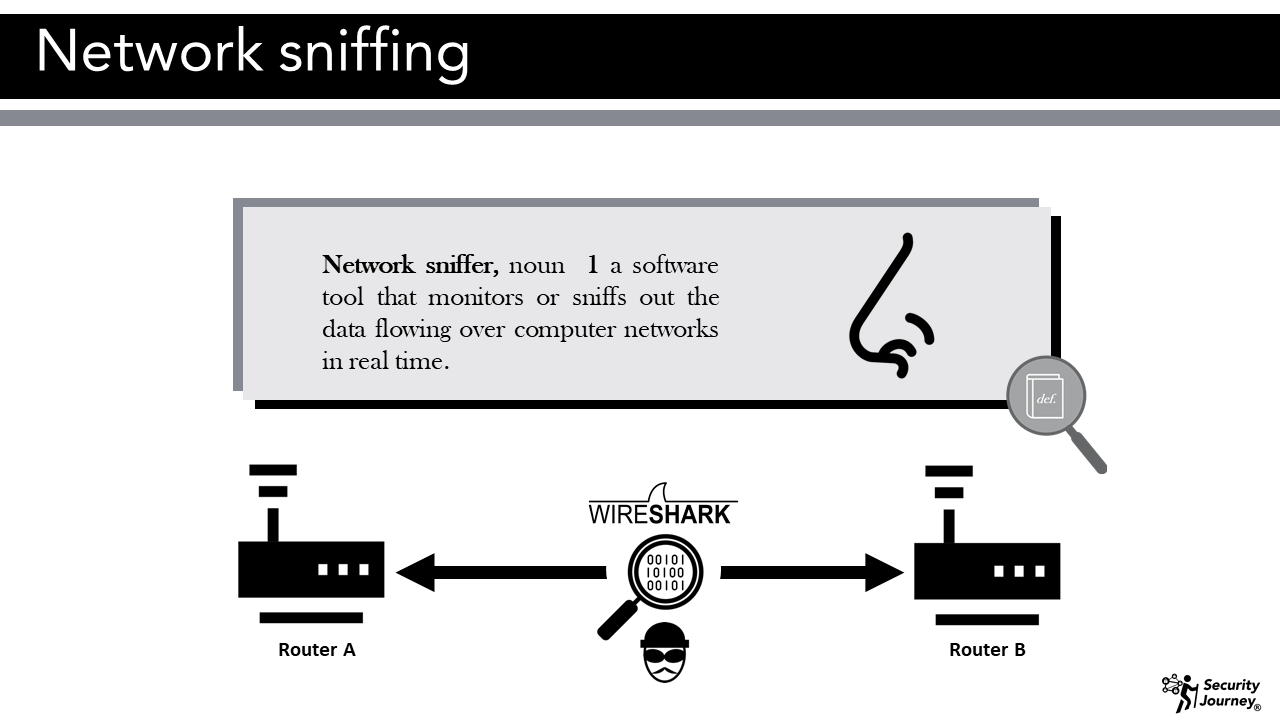 Network sniffing
Network sniffer, noun 1 a software
tool that monitors or sniffs out the
data flowing over computer networks
in real time.
def.
WIRESHARK
00101
10100
00101
Router A
Router B
Security
Journey®